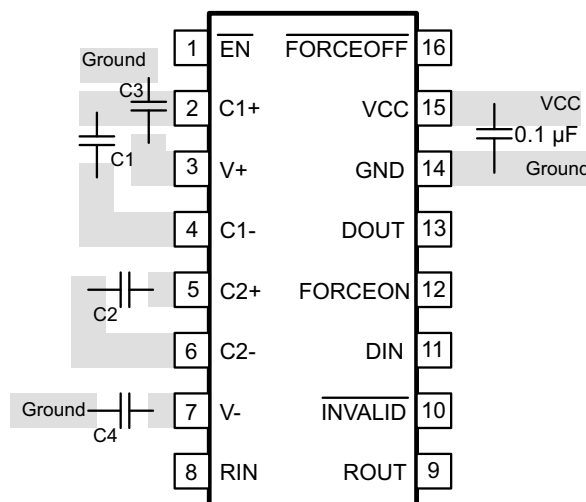 1 EN FORCEOFF 16
Ground
C3
2 C1+ VCC 15 VCC
C1
0.1 µF
3 V+ GND 14 Ground
4 C1- DOUT 13
5 C2+ FORCEON 12
C2
6 C2- DIN 11
Ground
7 V- INVALID 10
C4
8 RIN ROUT 9